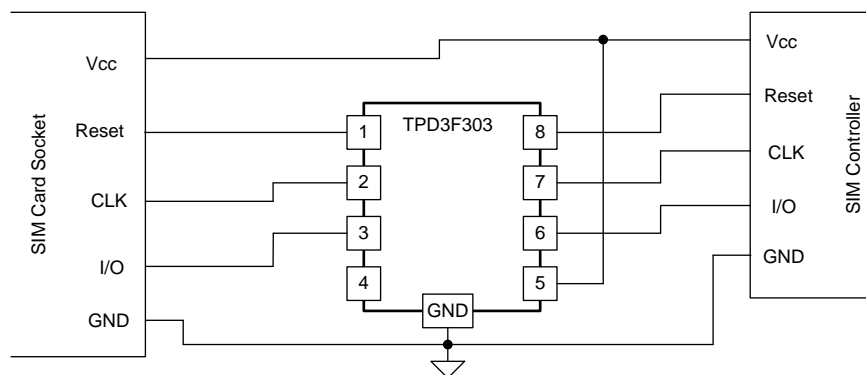 SIM Card Socket
Vcc
Reset
CLK
I/O
GND
TPD3F303
1
2
3
4
8
7
6
5
GND
Vcc
Reset
CLK
I/O
GND
SIM Controller